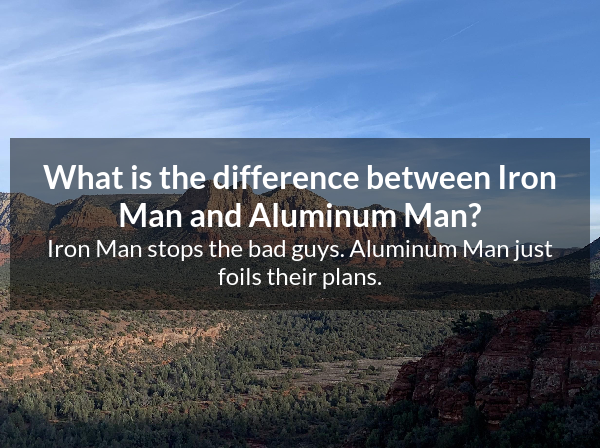 What is the difference between Iron
Man and Aluminum Man?
Iron Man stops the bad guys. Aluminum Man just
foils their plans.